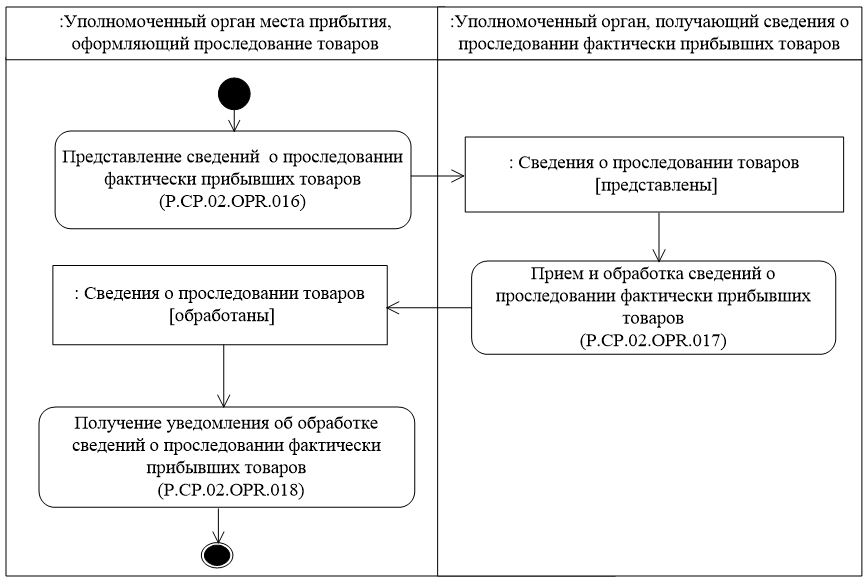 :Уполномоченный орган места прибытия,
оформляющий проследование товаров
:Уполномоченный орган, получающий сведения о
проследовании фактически прибывших товаров
Представление сведений о проследовании
фактически прибывших товаров
(P.CP.02.OPR.016)
: Сведения о проследовании товаров
[представлены]
Прием и обработка сведений о
проследовании фактически прибывших
товаров
(P.CP.02.OPR.017)
: Сведения о проследовании товаров
[обработаны]
Получение уведомления об обработке
сведений о проследовании фактически
прибывших товаров
(P.CP.02.OPR.018)